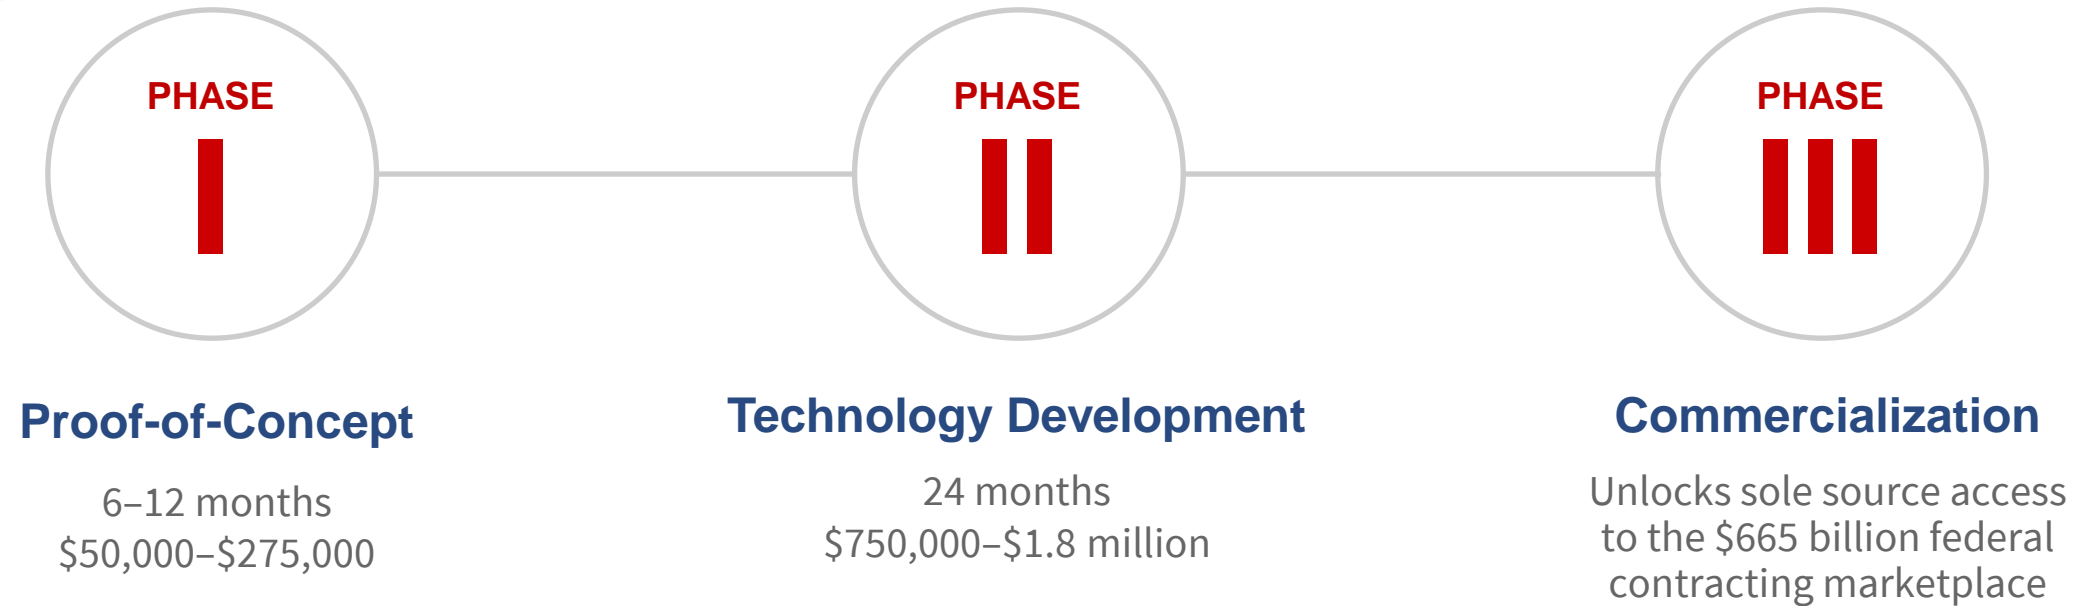 PHASE
I
Proof-of-Concept
6–12 months
$50,000–$275,000
PHASE
II
Technology Development
24 months
$750,000–$1.8 million
PHASE
III
Commercialization
Unlocks sole source access
to the $665 billion federal
contracting marketplace